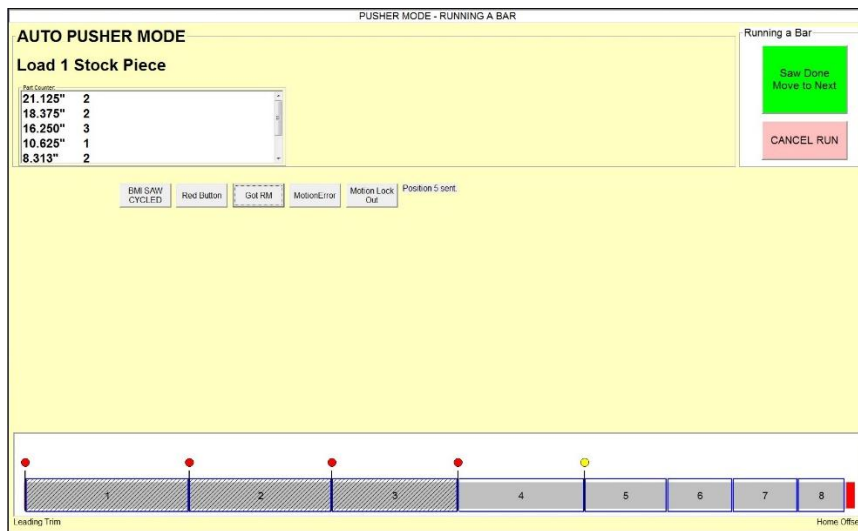 PUSHER MODE - RUNNING A BAR
AUTO PUSHER MODE
Load 1 Stock Piece
Part Counter
21.125" 2
18.375" 2
16.250" 3
10.625" 1
8.313" 2
Running a Bar
Saw Done
Move to Next
CANCEL RUN
BMI SAW
CYCLED
Red Button
Got RM
MotionError
Motion Lock
Out
Position 5 sent.
1 2 3 4 5 6 7 8
Leading Trim
Home Offse